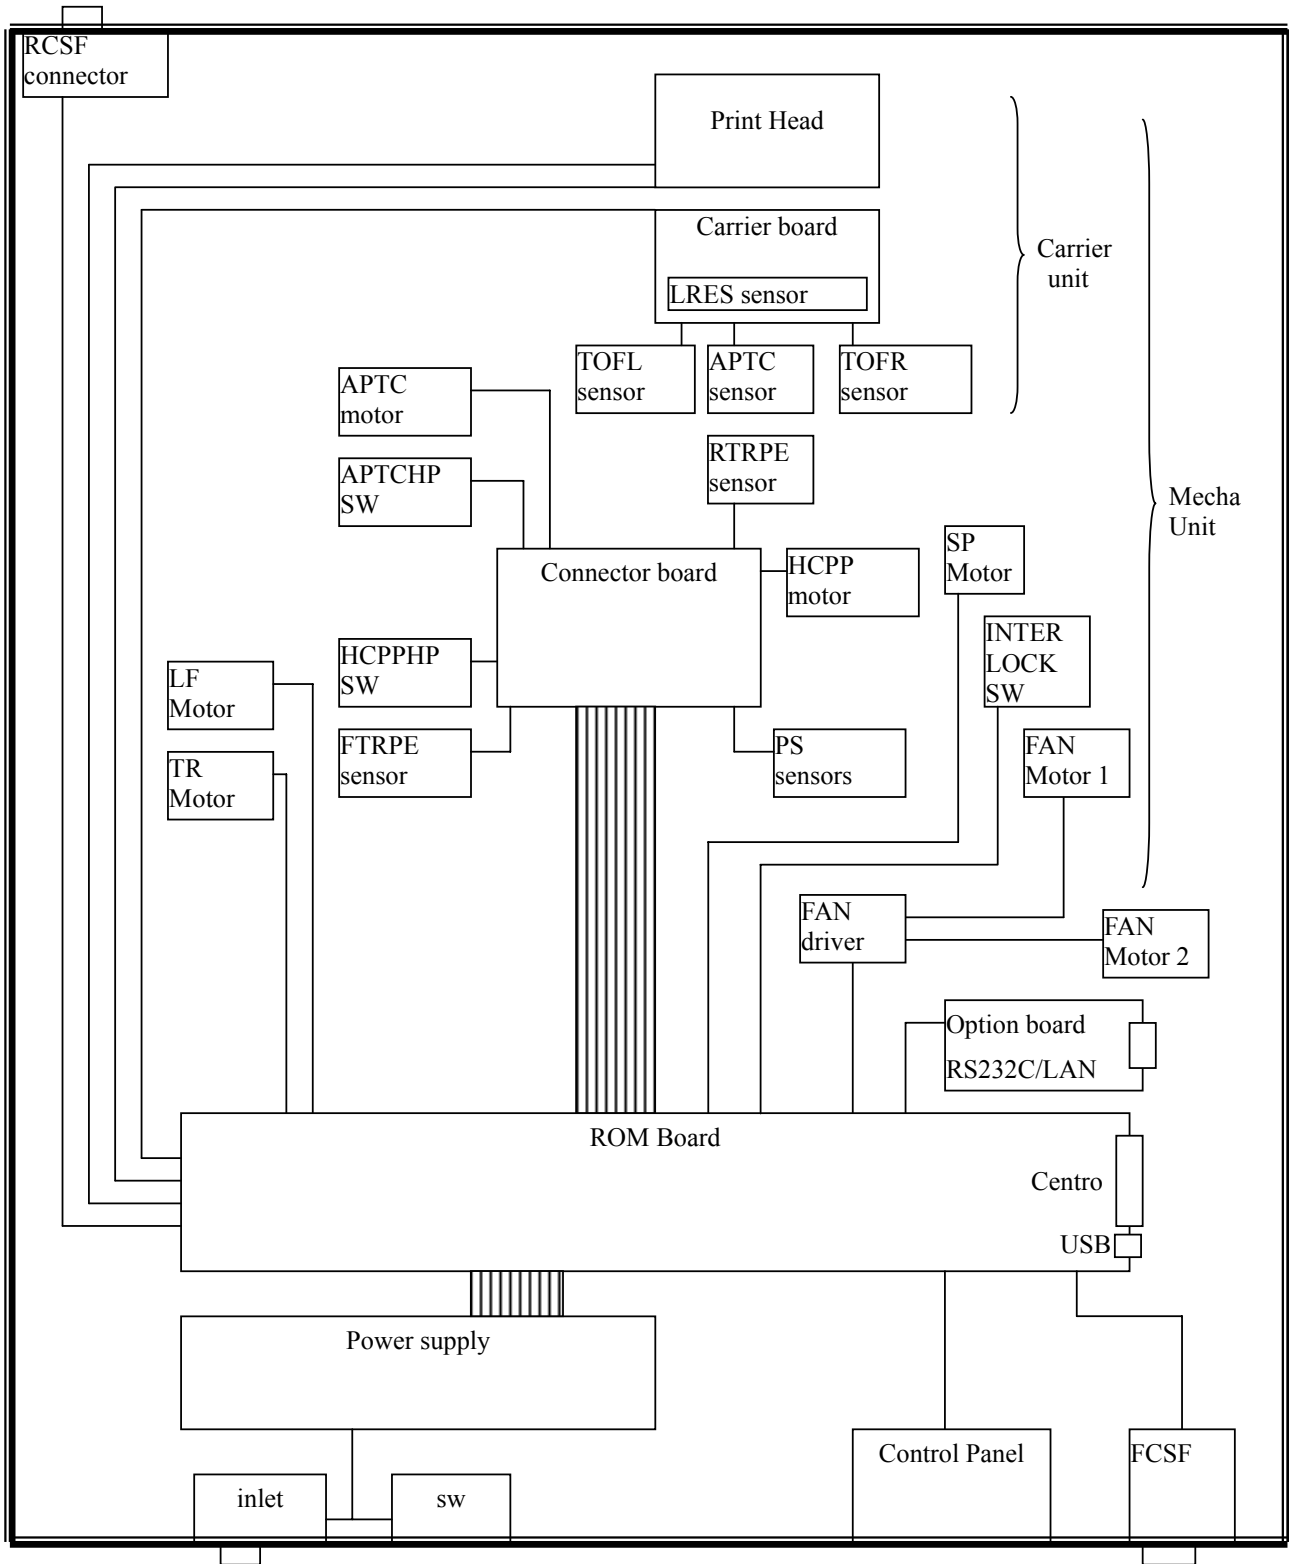 RCSF
connector
Print Head
Carrier board
LRES sensor
Carrier
unit
TOFL
sensor
APTC
sensor
TOFR
sensor
APTC
motor
APTCHP
SW
RTRPE
sensor
Mecha
Unit
Connector board
HCPP
motor
SP
Motor
HCPPHP
SW
INTER
LOCK
SW
LF
Motor
FTRPE
sensor
PS
sensors
FAN
Motor 1
TR
Motor
FAN
driver
FAN
Motor 2
Option board
RS232C/LAN
ROM Board
Centro
USB
Power supply
Control Panel
FCSF
inlet
sw